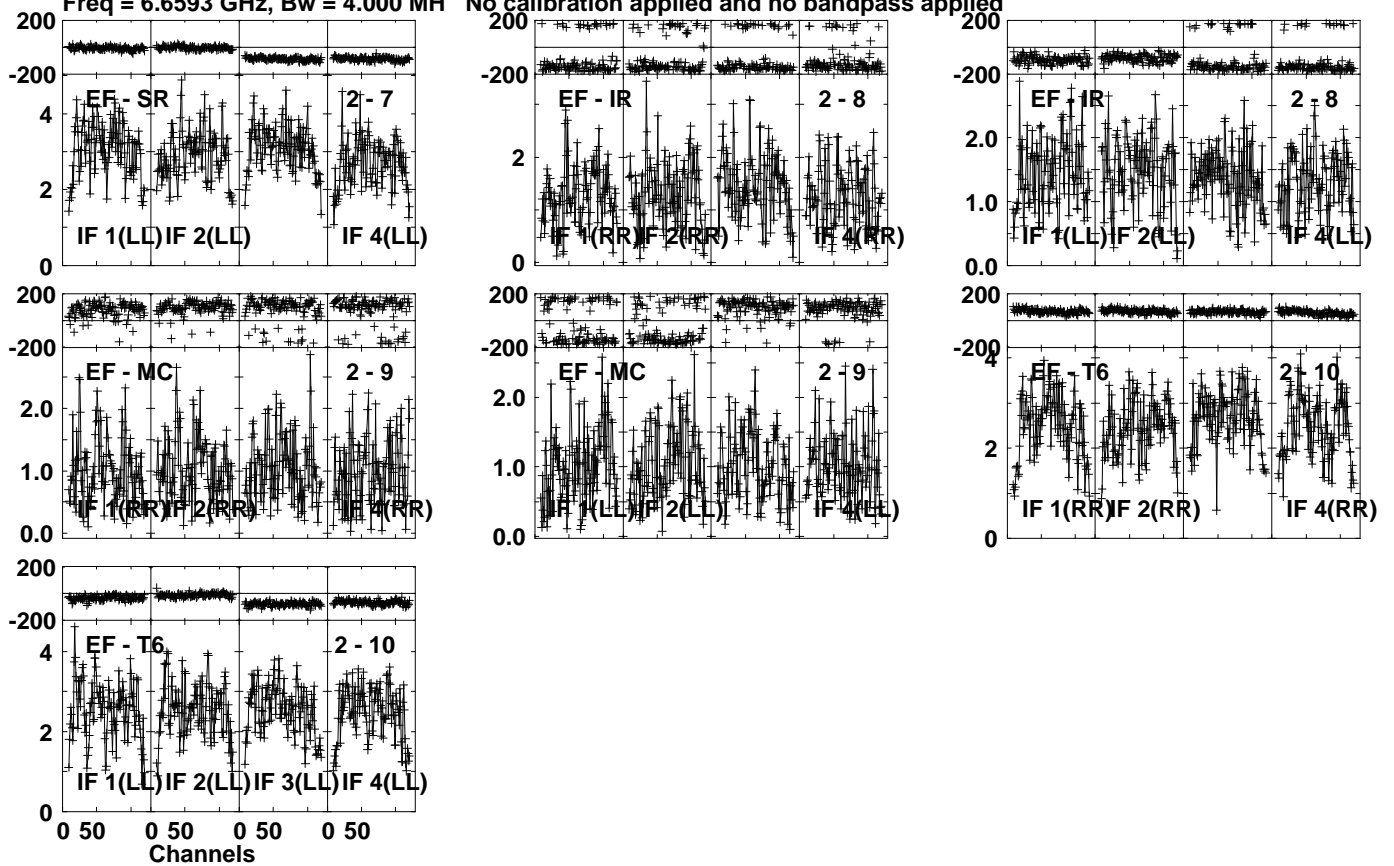 Freq = 6.6593 GHz, Bw = 4.000 MH   No calibration applied and no bandpass applied
200
-200
EF - SR 2 - 7
4
2
0
IF 1(LL) IF 2(LL) IF 4(LL)
200
-200
EF - IR 2 - 8
2
0
IF 1(RR) IF 2(RR) IF 4(RR)
200
-200
EF - IR 2 - 8
2.0
1.0
0.0
IF 1(LL) IF 2(LL) IF 4(LL)
200
-200
EF - MC 2 - 9
2.0
1.0
0.0
IF 1(RR) IF 2(RR) IF 4(RR)
200
-200
EF - MC 2 - 9
2.0
1.0
0.0
IF 1(LL) IF 2(LL) IF 4(LL)
200
-200
EF - T6 2 - 10
4
2
0
IF 1(RR) IF 2(RR) IF 4(RR)
200
-200
EF - T6 2 - 10
4
2
0
IF 1(LL) IF 2(LL) IF 3(LL) IF 4(LL)
0 50 0 50 0 50 0 50
Channels